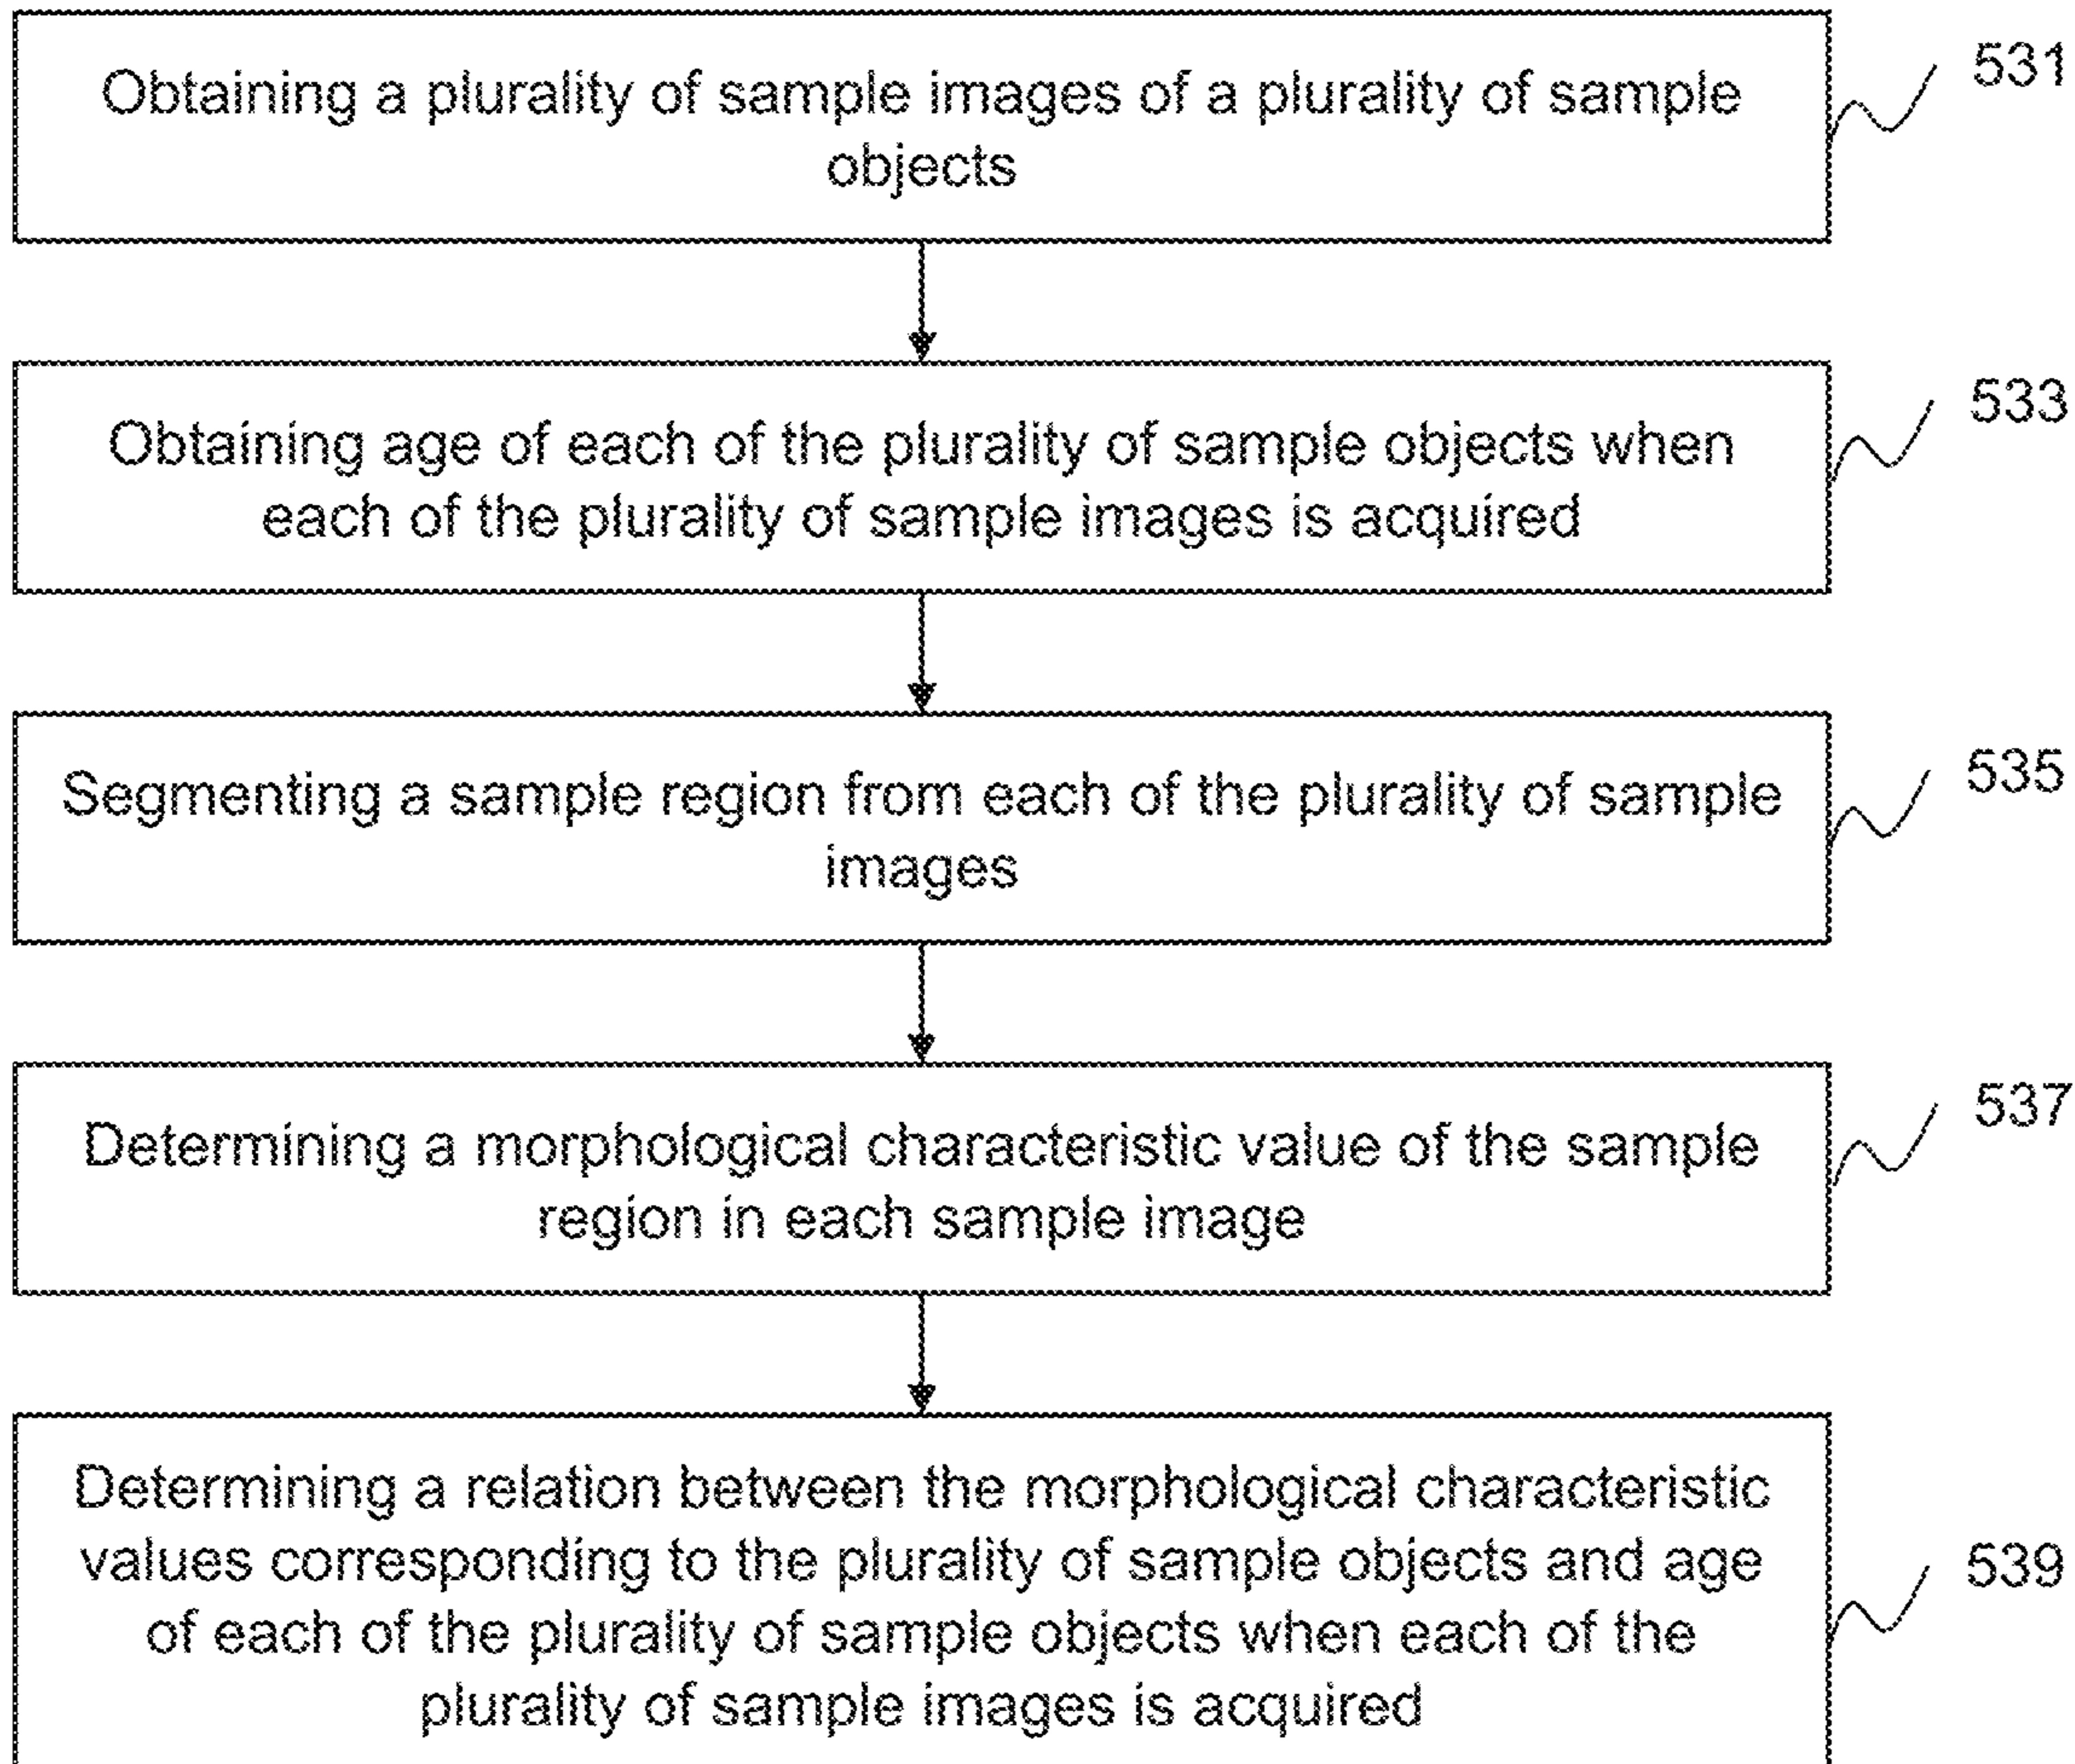 Obtaining a plurality of sample images of a plurality of sample
objects
531
Obtaining age of each of the plurality of sample objects when
each of the plurality of sample images is acquired
533
Segmenting a sample region from each of the plurality of sample
images
535
Determining a morphological characteristic value of the sample
region in each sample image
537
Determining a relation between the morphological characteristic
values corresponding to the plurality of sample objects and age
of each of the plurality of sample objects when each of the
plurality of sample images is acquired
539